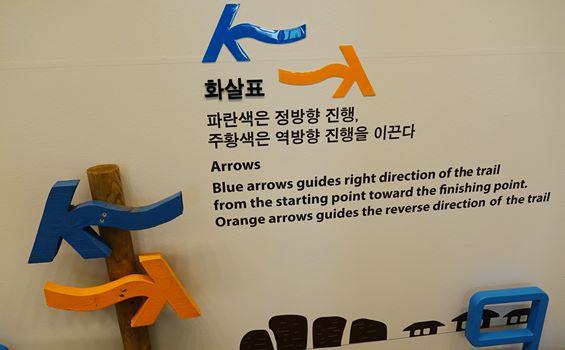 화살표
파란색은 정방향 진행,
주황색은 역방향 진행을 이끈다
Arrows
Blue arrows guides right direction of the trail
from the starting point toward the finishing point.
Orange arrows guides the reverse direction of the trail